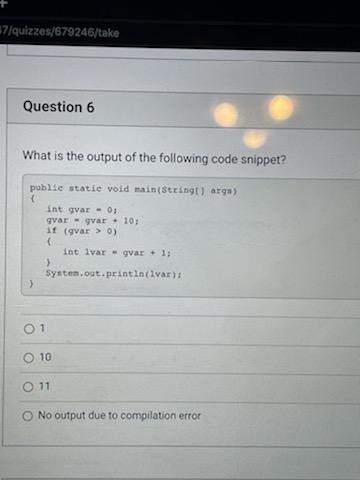 7/quizzes/679246/take
Question 6
What is the output of the following code snippet?
public static void main(String[] args)
{
int gvar = 0;
gvar = gvar + 10;
if (gvar > 0)
{
int lvar = gvar + 1;
}
System.out.println(lvar);
}
1
10
11
No output due to compilation error